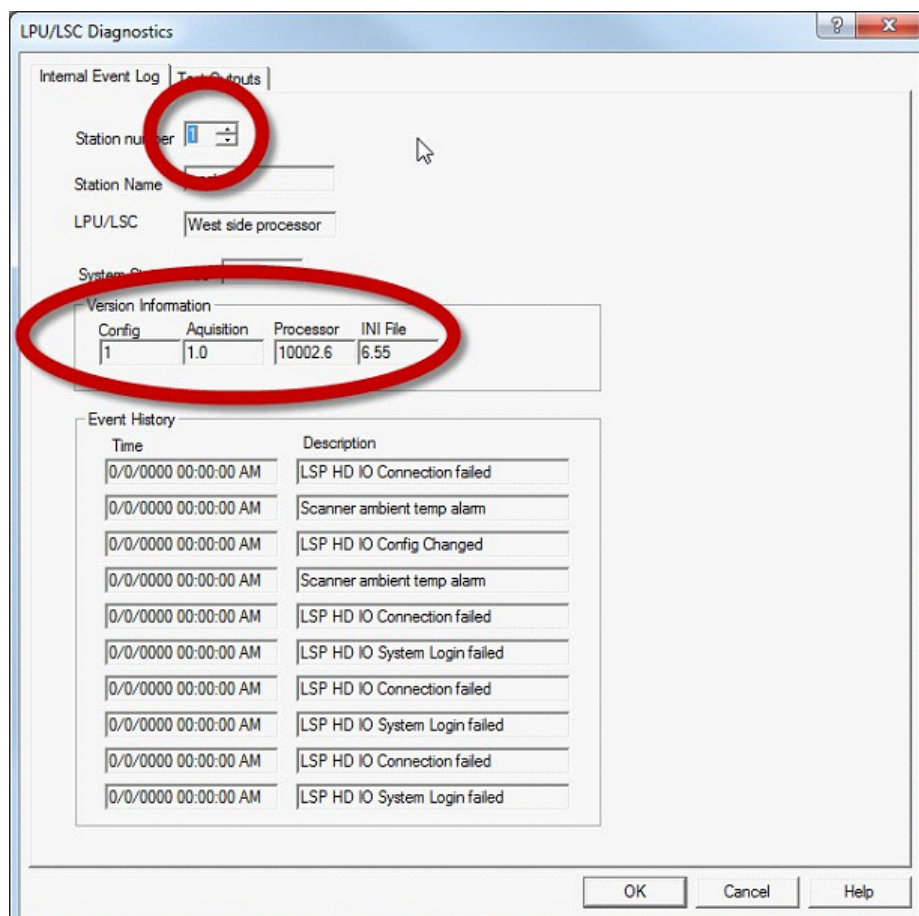 LPU/LSC Diagnostics
Internal Event Log
Outputs
Station number 1
Station Name
LPU/LSC West side processor
System
Version Information
Config Aquisition Processor INI File
1 1.0 10002.6 6.55
Event History
Time Description
0/0/0000 00:00:00 AM LSP HD IO Connection failed
0/0/0000 00:00:00 AM Scanner ambient temp alarm
0/0/0000 00:00:00 AM LSP HD IO Config Changed
0/0/0000 00:00:00 AM Scanner ambient temp alarm
0/0/0000 00:00:00 AM LSP HD IO Connection failed
0/0/0000 00:00:00 AM LSP HD IO System Login failed
0/0/0000 00:00:00 AM LSP HD IO Connection failed
0/0/0000 00:00:00 AM LSP HD IO System Login failed
0/0/0000 00:00:00 AM LSP HD IO Connection failed
0/0/0000 00:00:00 AM LSP HD IO System Login failed
OK Cancel Help